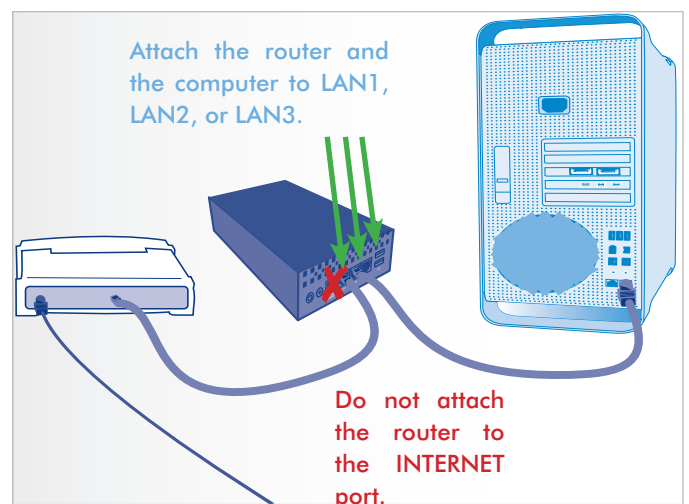 Attach the router and
the computer to LAN1,
LAN2, or LAN3.
Do not attach
the router to
the INTERNET
port.